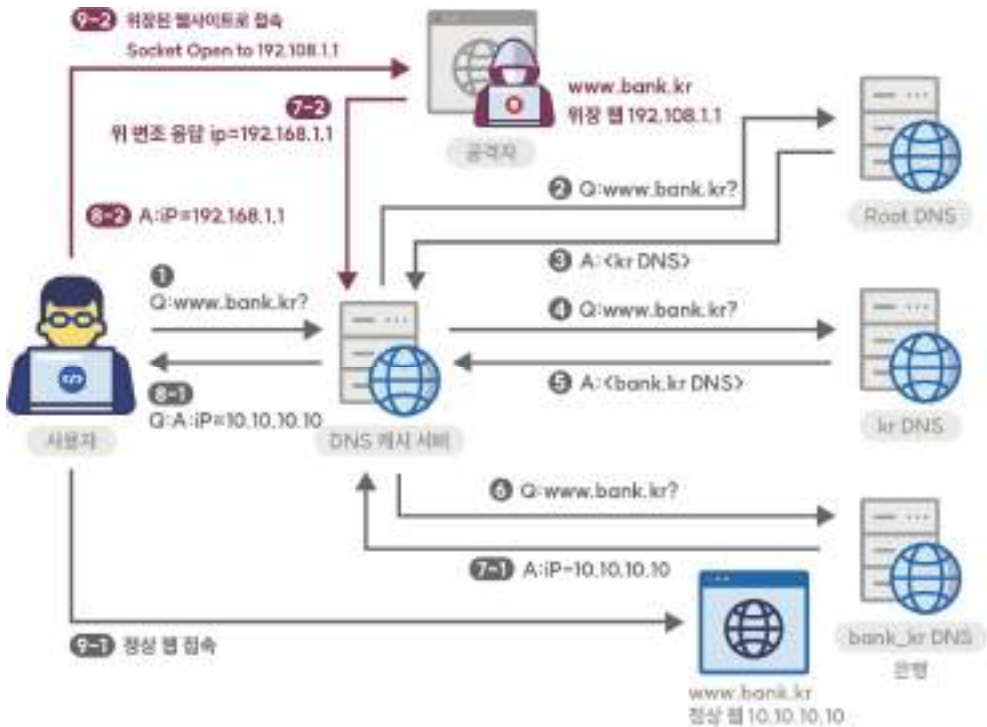 9-2 위장된 웹사이트로 접속
Socket Open to 192.108.1.1
7-2
위 변조 응답 ip=192.168.1.1
www.bank.kr
위장 웹 192.108.1.1
공격자
2 Q:www.bank.kr?
Root DNS
8-2 A:iP=192.168.1.1
3 A:<kr DNS>
1
Q:www.bank.kr?
4 Q:www.bank.kr?
5 A:<bank.kr DNS>
8-1
Q:A:iP=10.10.10.10
사용자
DNS 캐시 서버
kr DNS
6 Q:www.bank.kr?
7-1 A:iP=10.10.10.10
9-1 정상 웹 접속
bank_kr DNS
은행
www.bank.kr
정상 웹 10.10.10.10